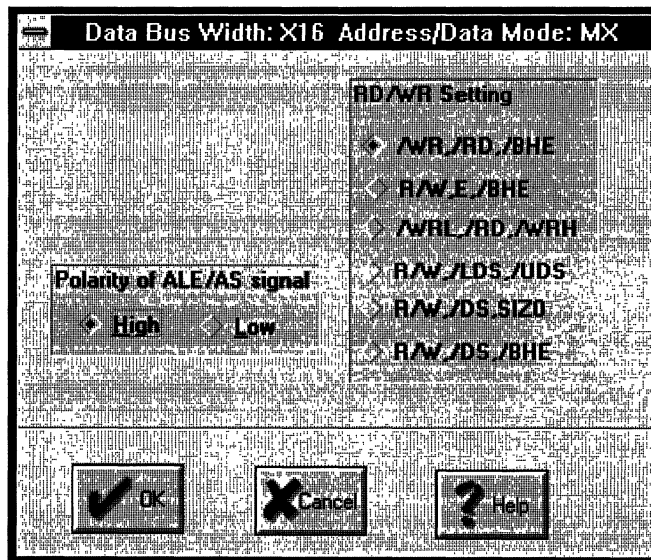 Data Bus Width: X16 Address/Data Mode: MX
RD/WR Setting
/WR,/RD,/BHE
R/W,E,/BHE
/WRL,/RD,/WRH
R/W,/LDS,/UDS
R/W,/DS,SIZ0
R/W,/DS,/BHE
Polarity of ALE/AS signal
High
Low
OK
Cancel
Help